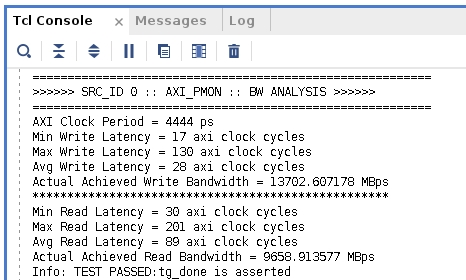 Tcl Console × Messages Log
================================================
>>>>>> SRC_ID 0 :: AXI_PMON :: BW ANALYSIS >>>>>>
================================================
AXI Clock Period = 4444 ps
Min Write Latency = 17 axi clock cycles
Max Write Latency = 130 axi clock cycles
Avg Write Latency = 28 axi clock cycles
Actual Achieved Write Bandwidth = 13702.607178 MBps
***************************************************
Min Read Latency = 30 axi clock cycles
Max Read Latency = 201 axi clock cycles
Avg Read Latency = 89 axi clock cycles
Actual Achieved Read Bandwidth = 9658.913577 MBps
Info: TEST PASSED:tg_done is asserted